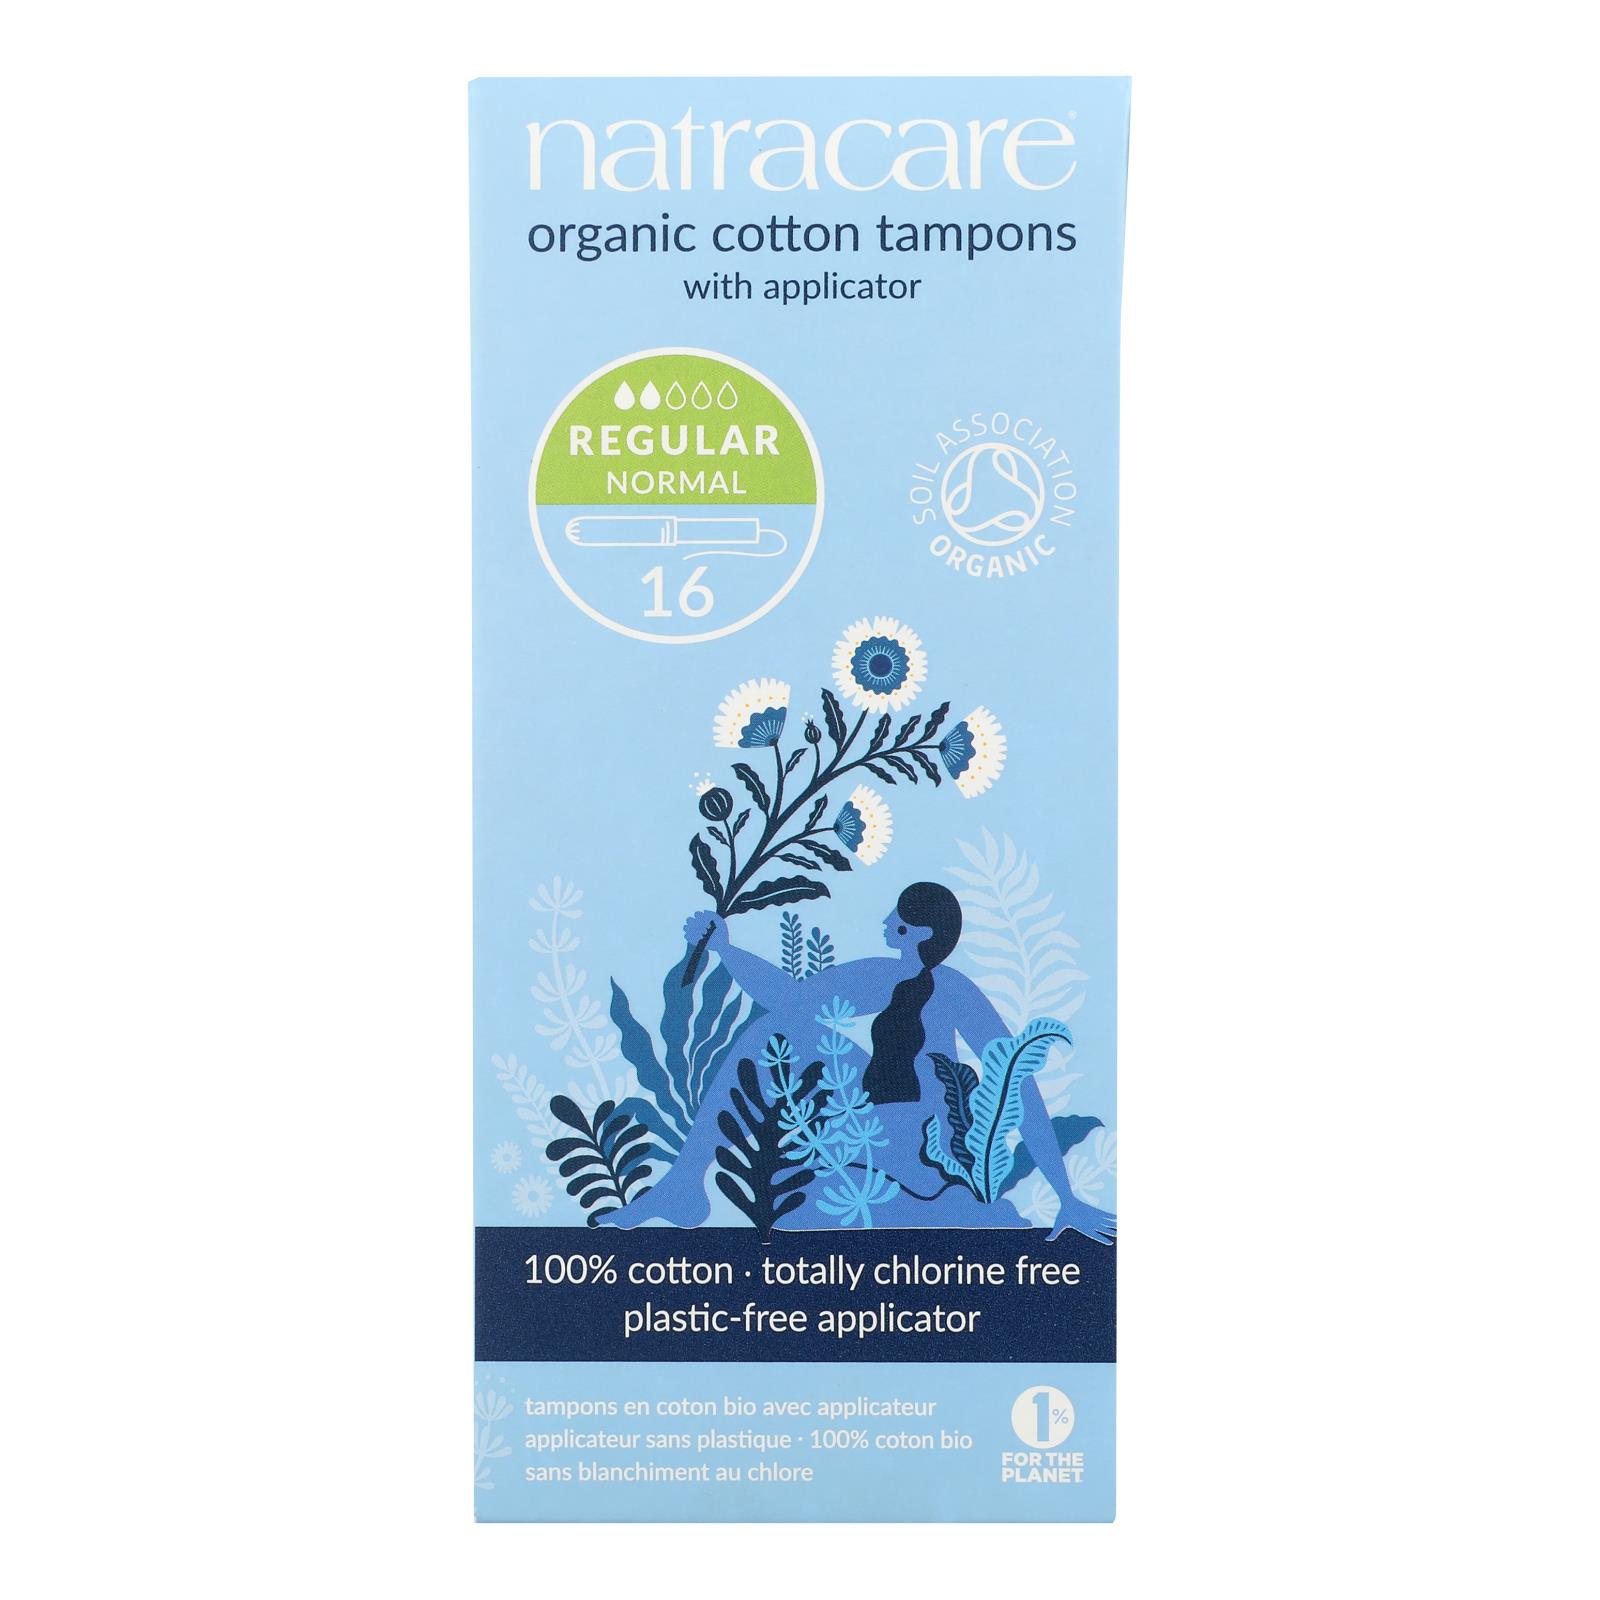 natracare®
organic cotton tampons
with applicator
REGULAR
NORMAL
16
SOIL ASSOCIATION
ORGANIC
100% cotton · totally chlorine free
plastic-free applicator
tampons en coton bio avec applicateur
applicateur sans plastique · 100% coton bio
sans blanchiment au chlore
1%
FOR THE
PLANET